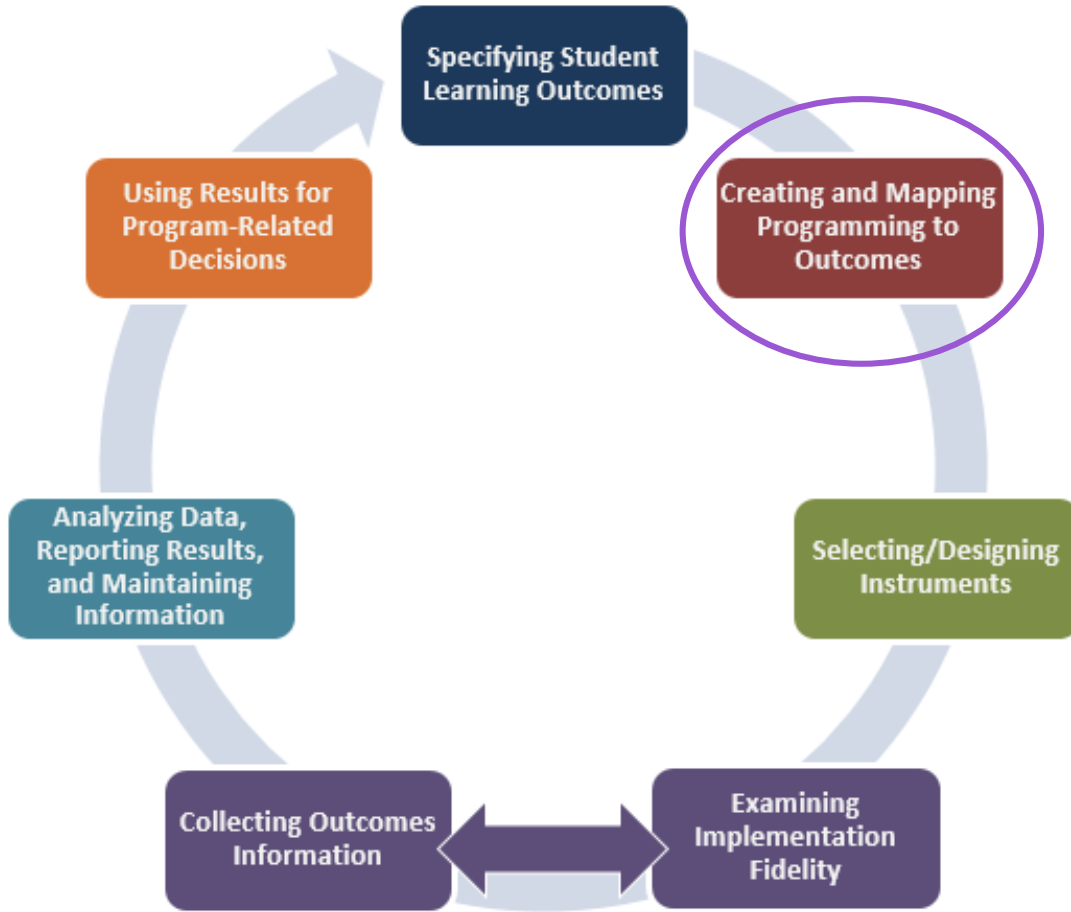 Specifying Student
Learning Outcomes
Creating and Mapping
Programming to
Outcomes
Selecting/Designing
Instruments
Examining
Implementation
Fidelity
Collecting Outcomes
Information
Analyzing Data,
Reporting Results,
and Maintaining
Information
Using Results for
Program-Related
Decisions